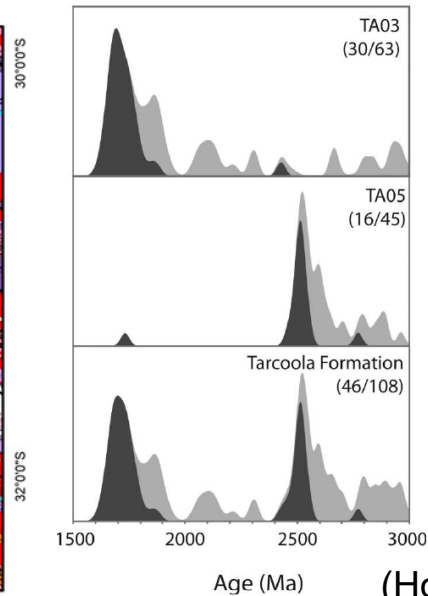 30°0'0"S
32°0'0"S
TA03
(30/63)
TA05
(16/45)
Tarcoola Formation
(46/108)
1500 2000 2500 3000
Age (Ma)
(Ho